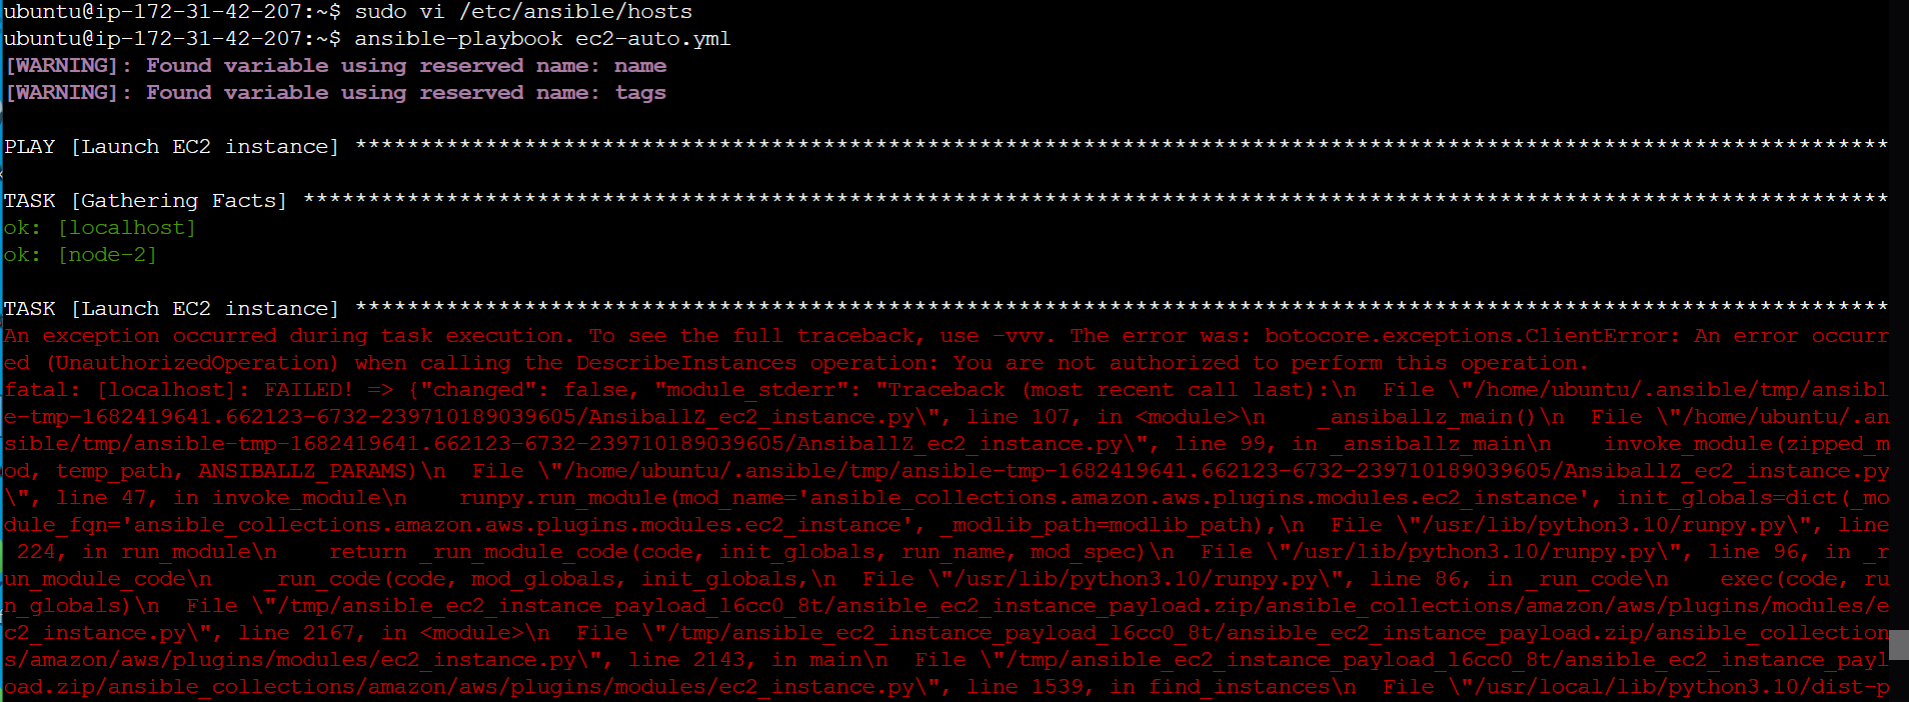 ubuntu@ip-172-31-42-207:~$ sudo vi /etc/ansible/hosts
ubuntu@ip-172-31-42-207:~$ ansible-playbook ec2-auto.yml
[WARNING]: Found variable using reserved name: name
[WARNING]: Found variable using reserved name: tags
PLAY [Launch EC2 instance] **********************************************************************************************************************
TASK [Gathering Facts] **************************************************************************************************************************
ok: [localhost]
ok: [node-2]
TASK [Launch EC2 instance] **********************************************************************************************************************
An exception occurred during task execution. To see the full traceback, use -vvv. The error was: botocore.exceptions.ClientError: An error occurr
ed (UnauthorizedOperation) when calling the DescribeInstances operation: You are not authorized to perform this operation.
fatal: [localhost]: FAILED! => {"changed": false, "module_stderr": "Traceback (most recent call last):\n  File \"/home/ubuntu/.ansible/tmp/ansibl
e-tmp-1682419641.662123-6732-239710189039605/AnsiballZ_ec2_instance.py\", line 107, in <module>\n    _ansiballz_main()\n  File \"/home/ubuntu/.an
sible/tmp/ansible-tmp-1682419641.662123-6732-239710189039605/AnsiballZ_ec2_instance.py\", line 99, in _ansiballz_main\n    invoke_module(zipped_m
od, temp_path, ANSIBALLZ_PARAMS)\n  File \"/home/ubuntu/.ansible/tmp/ansible-tmp-1682419641.662123-6732-239710189039605/AnsiballZ_ec2_instance.py
\", line 47, in invoke_module\n    runpy.run_module(mod_name='ansible_collections.amazon.aws.plugins.modules.ec2_instance', init_globals=dict(_mo
dule_fqn='ansible_collections.amazon.aws.plugins.modules.ec2_instance', _modlib_path=modlib_path),\n  File \"/usr/lib/python3.10/runpy.py\", line
 224, in run_module\n    return _run_module_code(code, init_globals, run_name, mod_spec)\n  File \"/usr/lib/python3.10/runpy.py\", line 96, in _r
un_module_code\n    _run_code(code, mod_globals, init_globals,\n  File \"/usr/lib/python3.10/runpy.py\", line 86, in _run_code\n    exec(code, ru
n_globals)\n  File \"/tmp/ansible_ec2_instance_payload_l6cc0_8t/ansible_ec2_instance_payload.zip/ansible_collections/amazon/aws/plugins/modules/e
c2_instance.py\", line 2167, in <module>\n  File \"/tmp/ansible_ec2_instance_payload_l6cc0_8t/ansible_ec2_instance_payload.zip/ansible_collection
s/amazon/aws/plugins/modules/ec2_instance.py\", line 2143, in main\n  File \"/tmp/ansible_ec2_instance_payload_l6cc0_8t/ansible_ec2_instance_payl
oad.zip/ansible_collections/amazon/aws/plugins/modules/ec2_instance.py\", line 1539, in find_instances\n  File \"/usr/local/lib/python3.10/dist-p